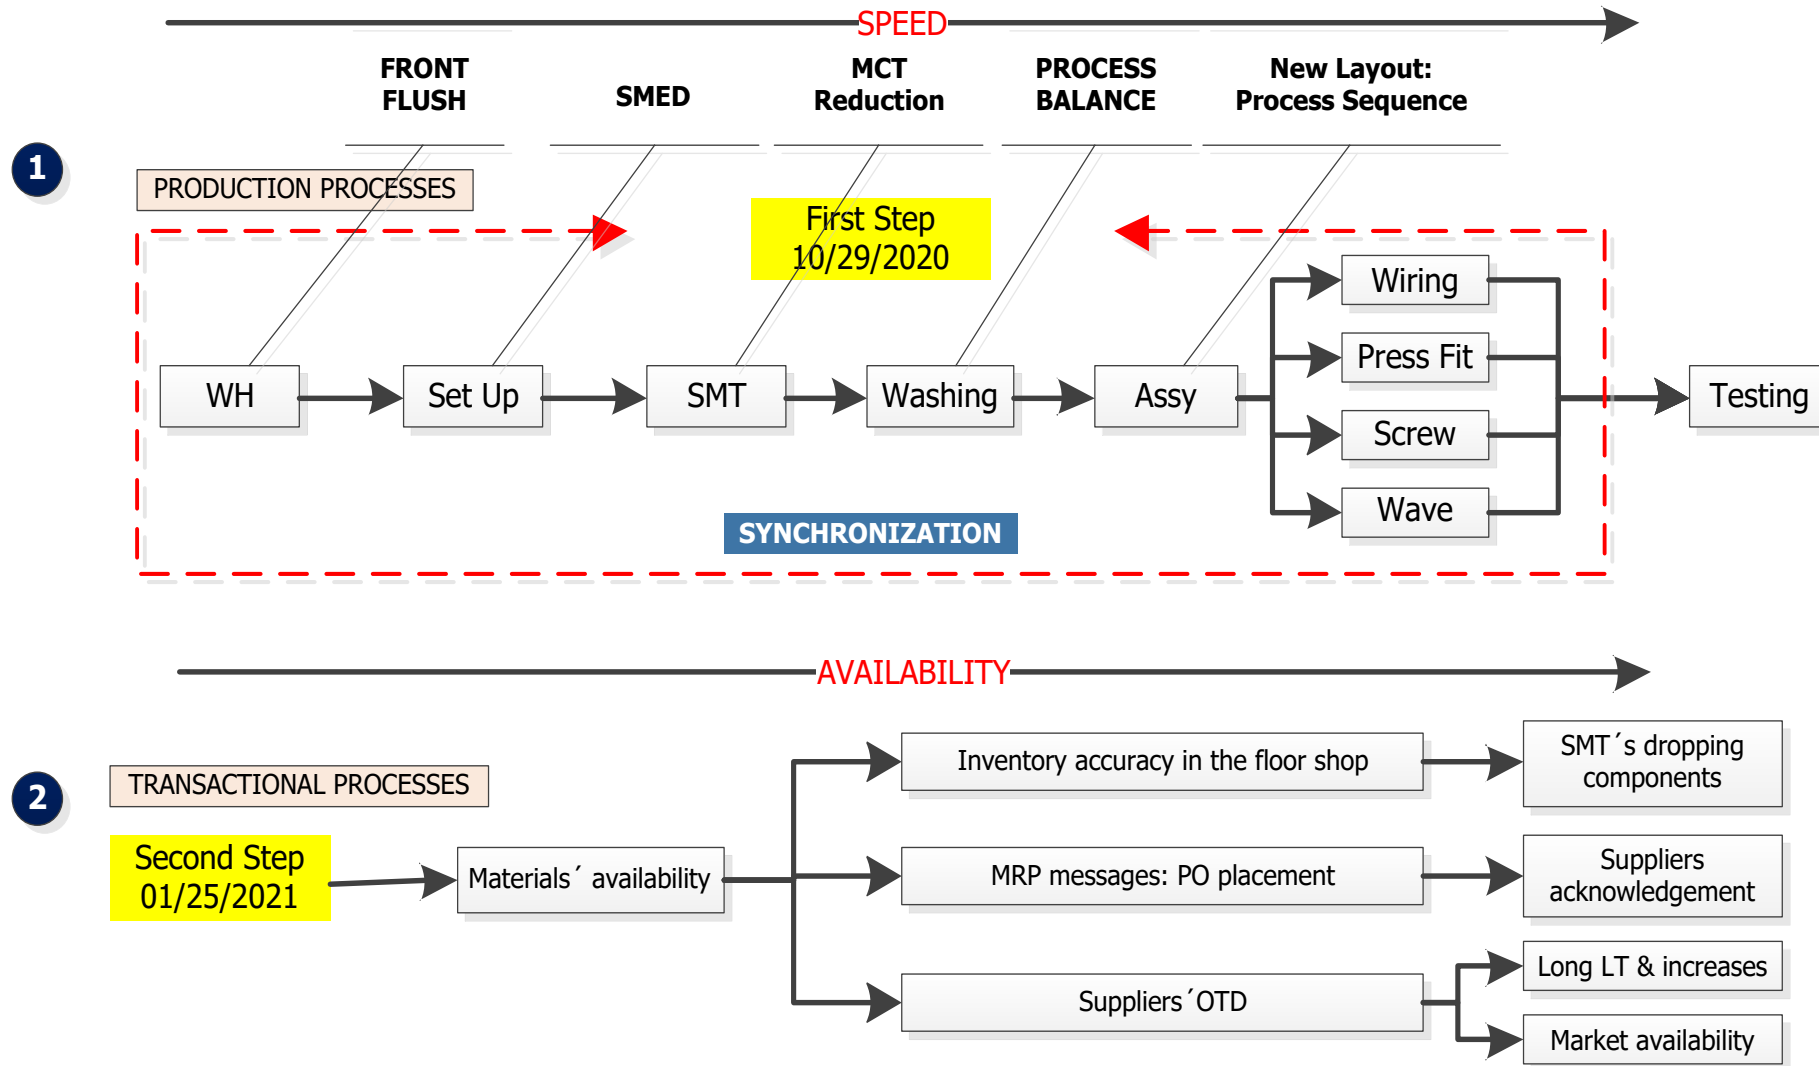 SPEED
FRONT
FLUSH
SMED
MCT
Reduction
PROCESS
BALANCE
New Layout:
Process Sequence
1
PRODUCTION PROCESSES
First Step
10/29/2020
WH
Set Up
SMT
Washing
Assy
Wiring
Press Fit
Screw
Wave
Testing
SYNCHRONIZATION
AVAILABILITY
2
TRANSACTIONAL PROCESSES
Second Step
01/25/2021
Materials´ availability
Inventory accuracy in the floor shop
SMT´s dropping
components
MRP messages: PO placement
Suppliers
acknowledgement
Suppliers´OTD
Long LT & increases
Market availability